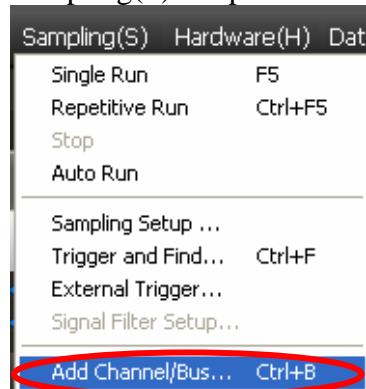 Sampling(S) Hardware(H) Dat
Single Run F5
Repetitive Run Ctrl+F5
Stop
Auto Run
Sampling Setup ...
Trigger and Find... Ctrl+F
External Trigger...
Signal Filter Setup...
Add Channel/Bus... Ctrl+B